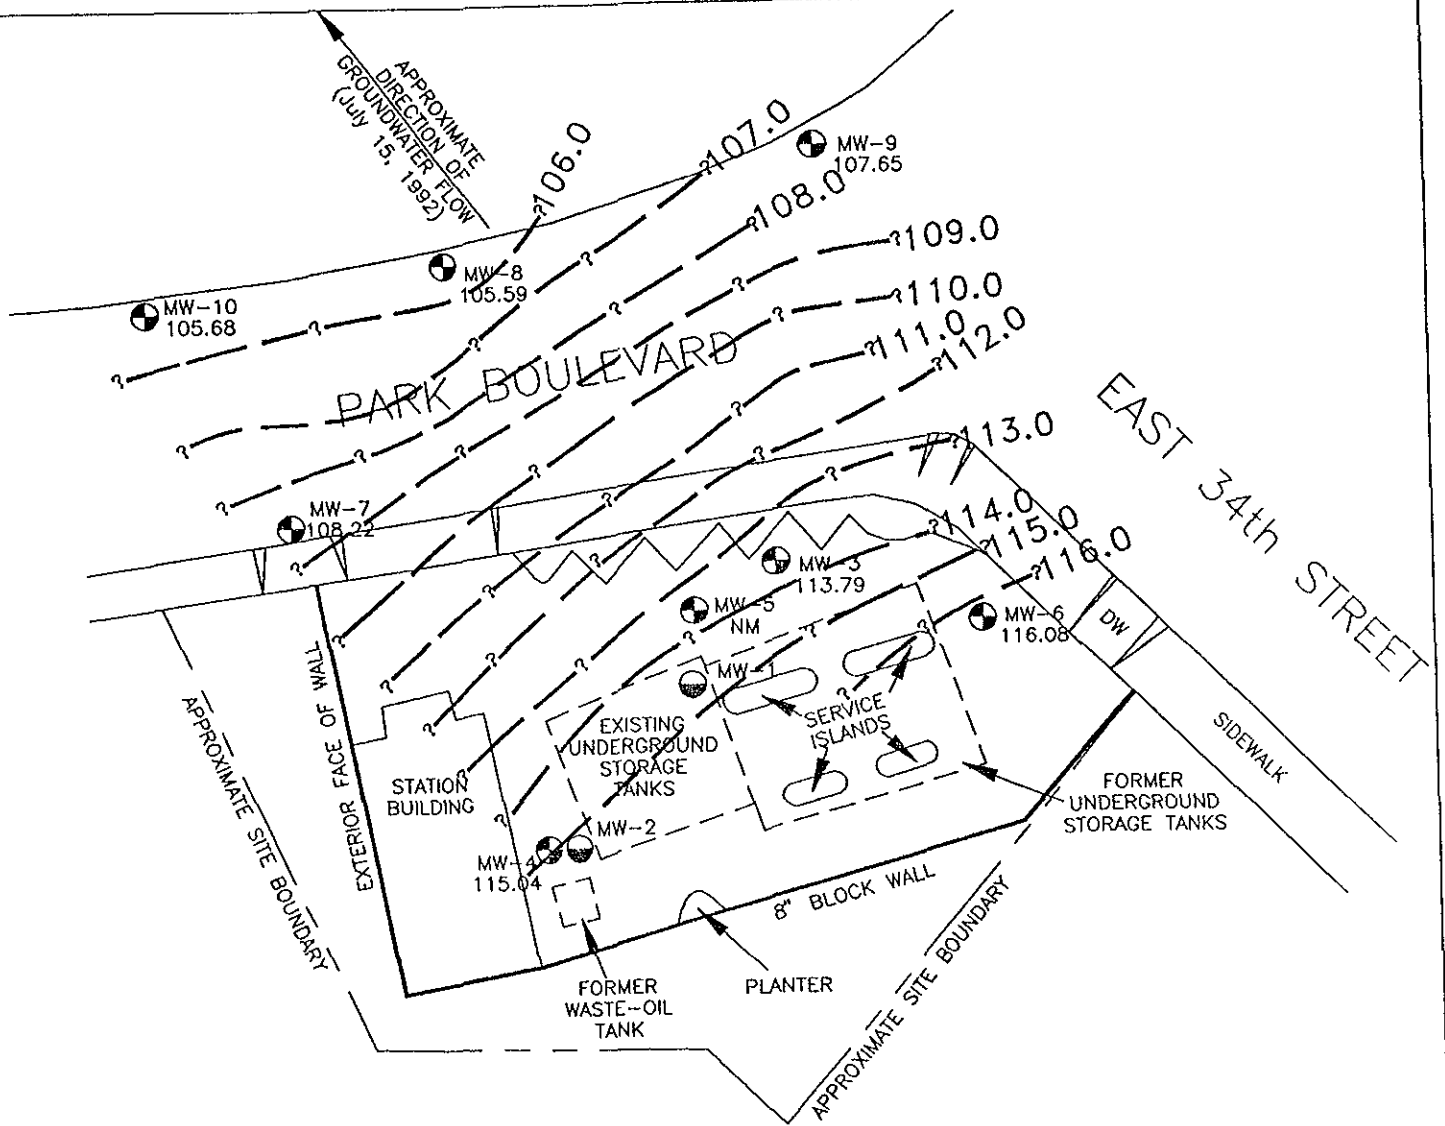 APPROXIMATE
DIRECTION OF
GROUNDWATER FLOW
(July 15, 1992)
106.0
107.0
MW-9
107.65
108.0
109.0
MW-8
105.59
110.0
MW-10
105.68
111.0
112.0
PARK BOULEVARD
EAST 34th STREET
113.0
MW-7
108.22
114.0
115.0
116.0
MW-3
113.79
MW-5
NM
MW-6
116.08
DW
MW-1
APPROXIMATE SITE BOUNDARY
EXTERIOR FACE OF WALL
EXISTING
UNDERGROUND
STORAGE
TANKS
SERVICE
ISLANDS
SIDEWALK
STATION
BUILDING
FORMER
UNDERGROUND
STORAGE TANKS
MW-2
MW-4
115.04
8" BLOCK WALL
FORMER
WASTE-OIL
TANK
PLANTER
APPROXIMATE SITE BOUNDARY